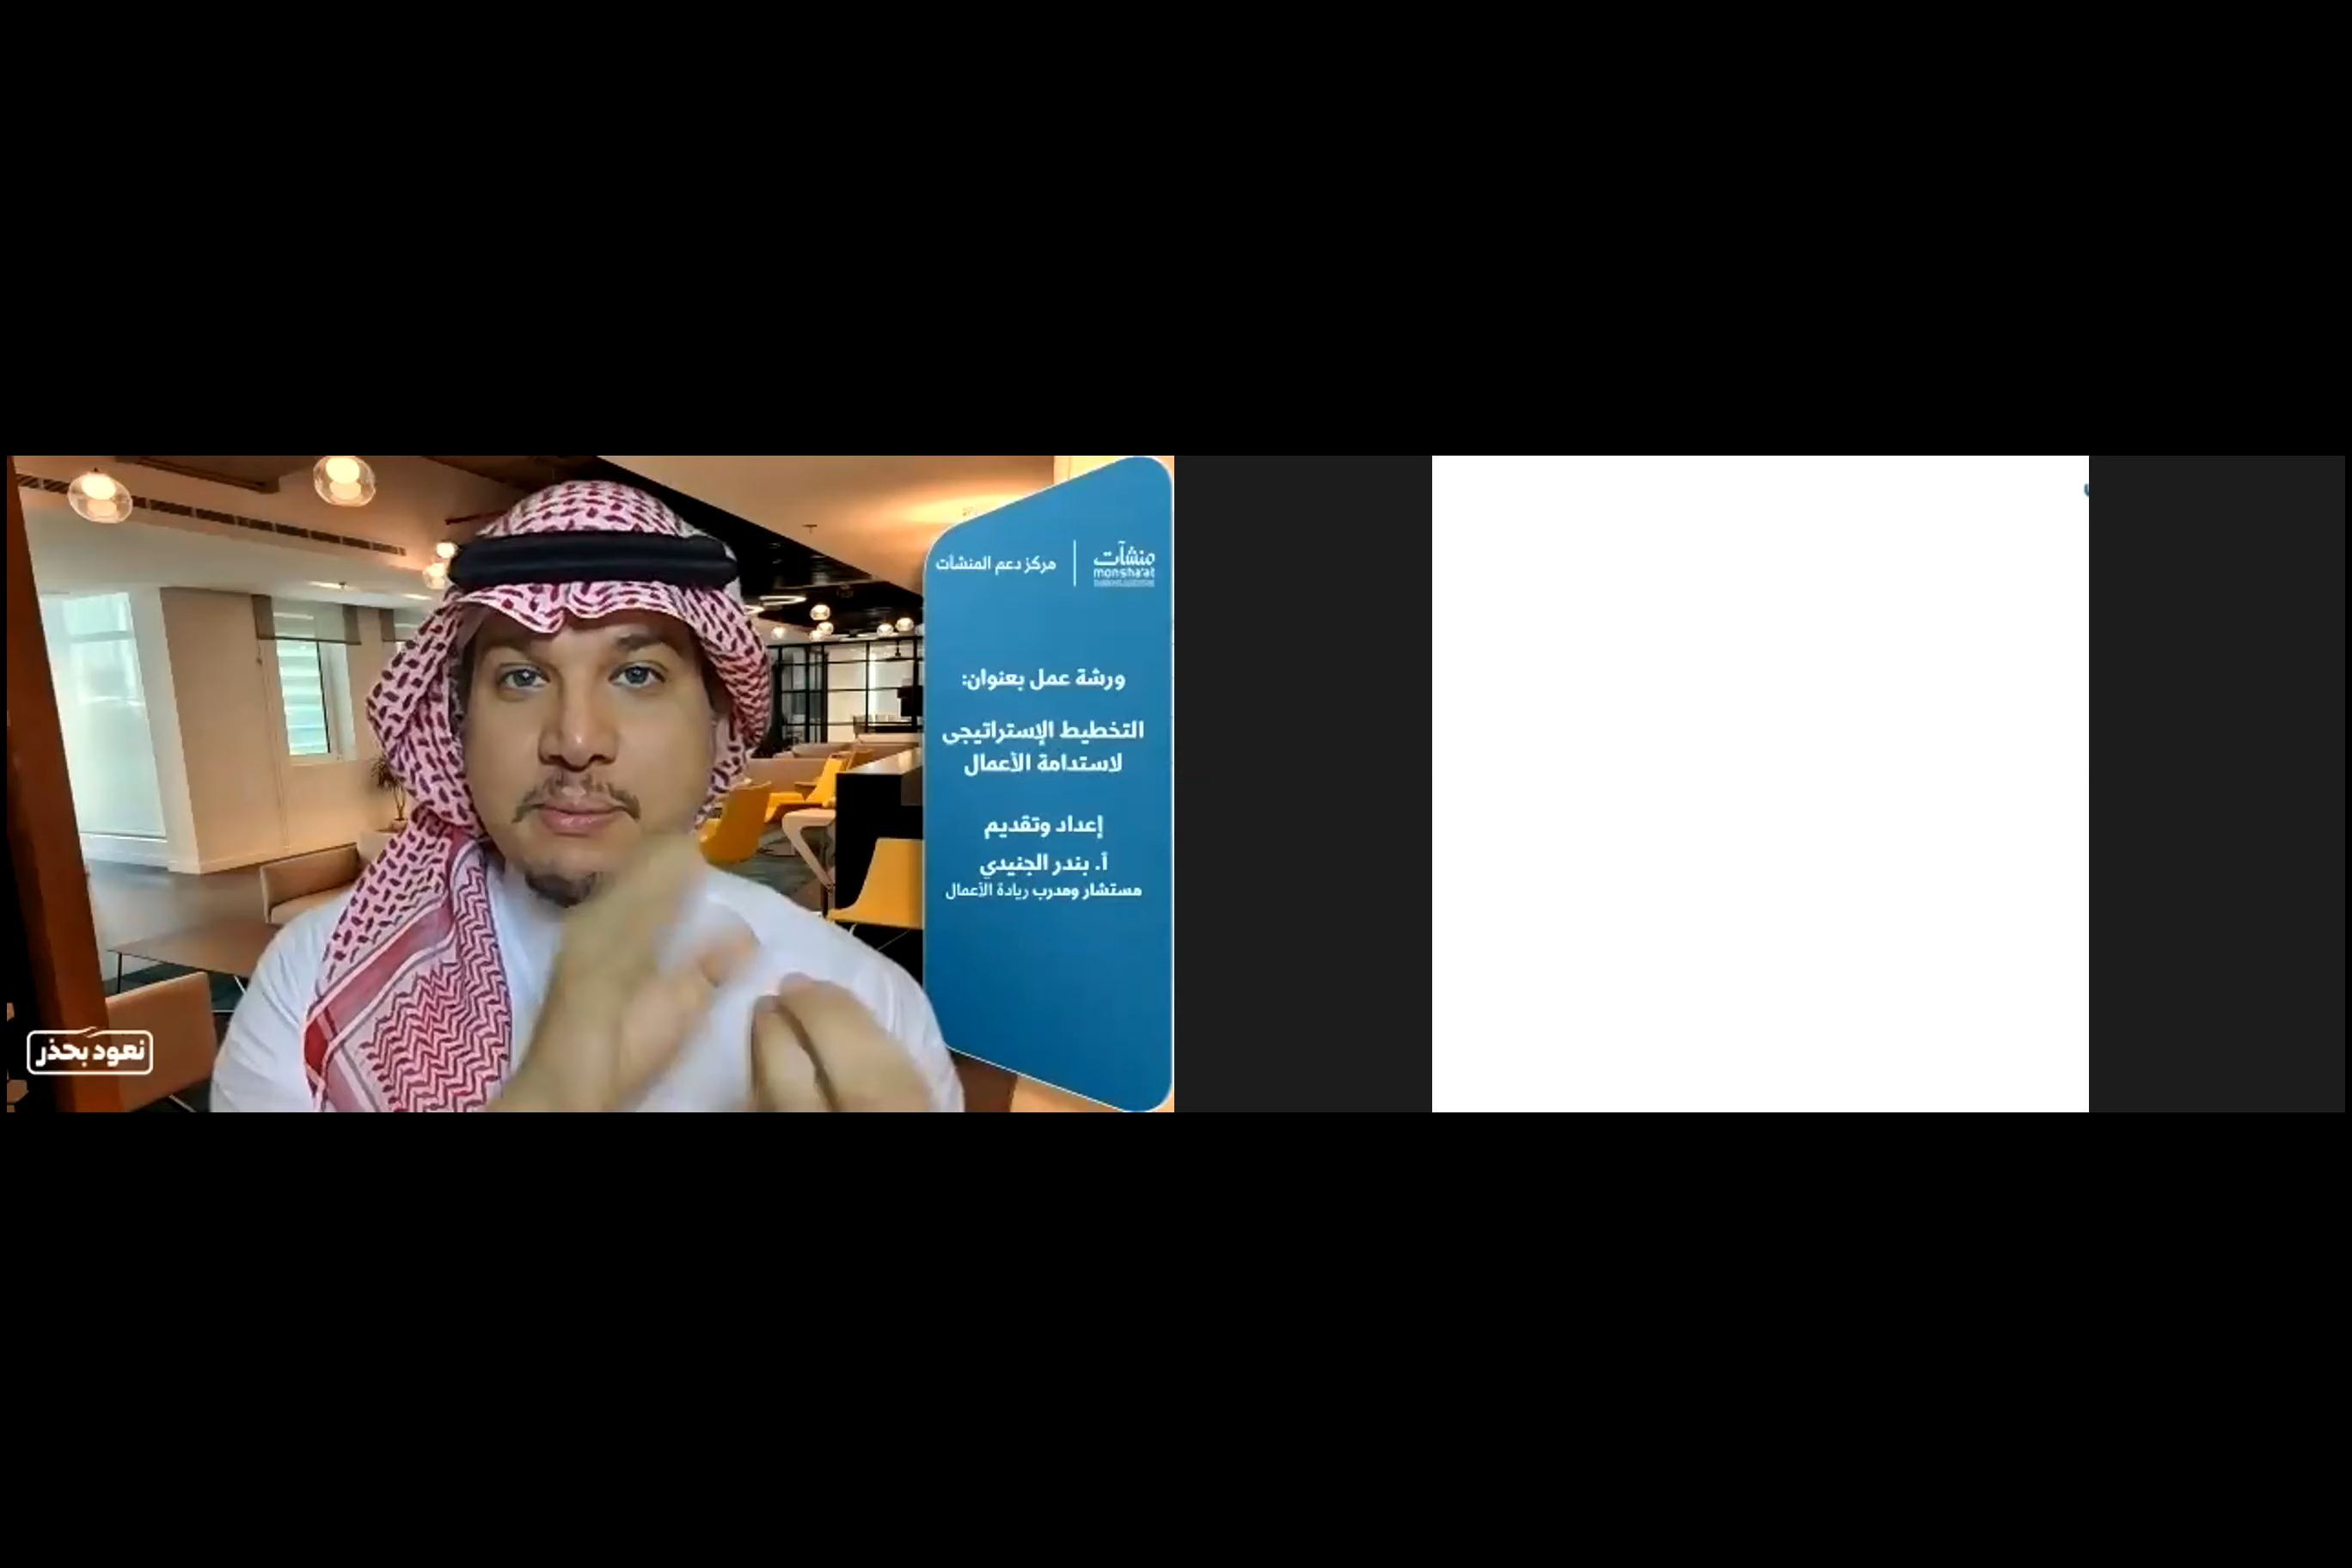 منشآت
monsha'at
مركز دعم المنشآت
ورشة عمل بعنوان:
التخطيط الإستراتيجي
لاستدامة الأعمال
إعداد وتقديم
أ. بندر الجنيدي
مستشار ومدرب ريادة الأعمال
نعود بحذر